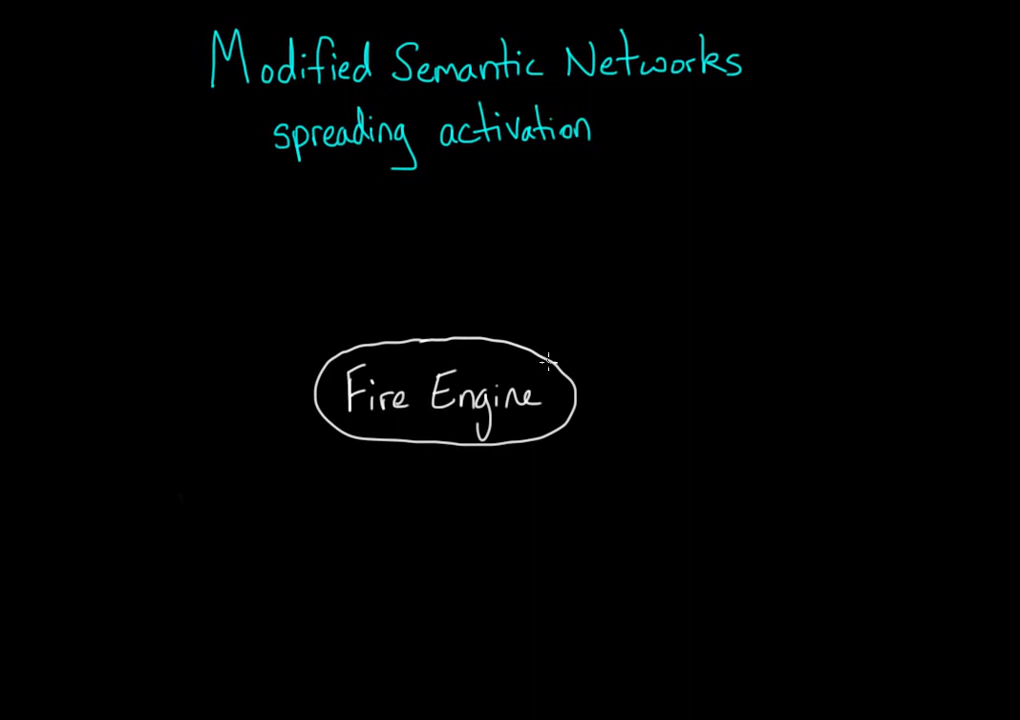 Modified Semantic Networks
spreading activation
Fire Engine